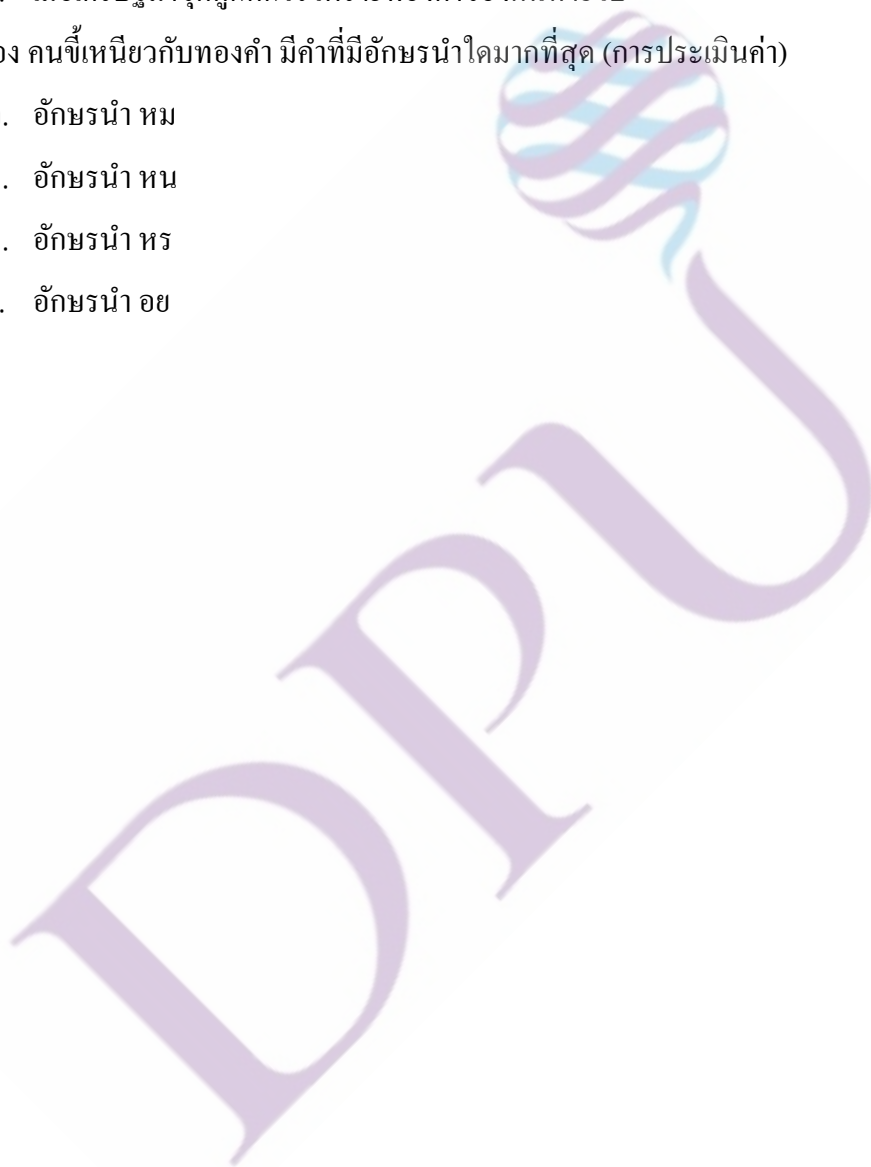 คนขี้เหนียวกับทองคำ มีคำที่มีอักษรนำใดมากที่สุด (การประเมินค่า)
. อักษรนำ หม
. อักษรนำ หน
. อักษรนำ หร
. อักษรนำ อย
DPU